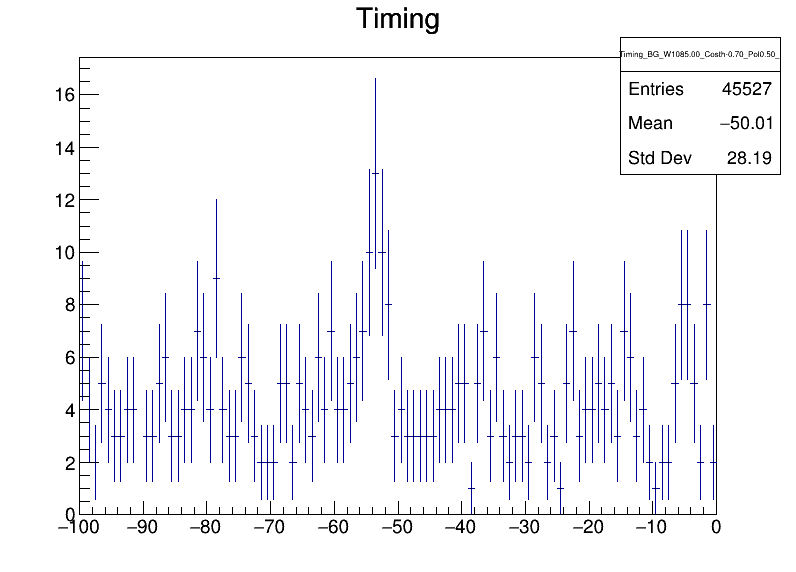 Timing
Timing_BG_W1085.00_Costh-0.70_Pol0.50_
Entries 45527
Mean −50.01
Std Dev 28.19
16
14
12
10
8
6
4
2
0
−100 −90 −80 −70 −60 −50 −40 −30 −20 −10 0